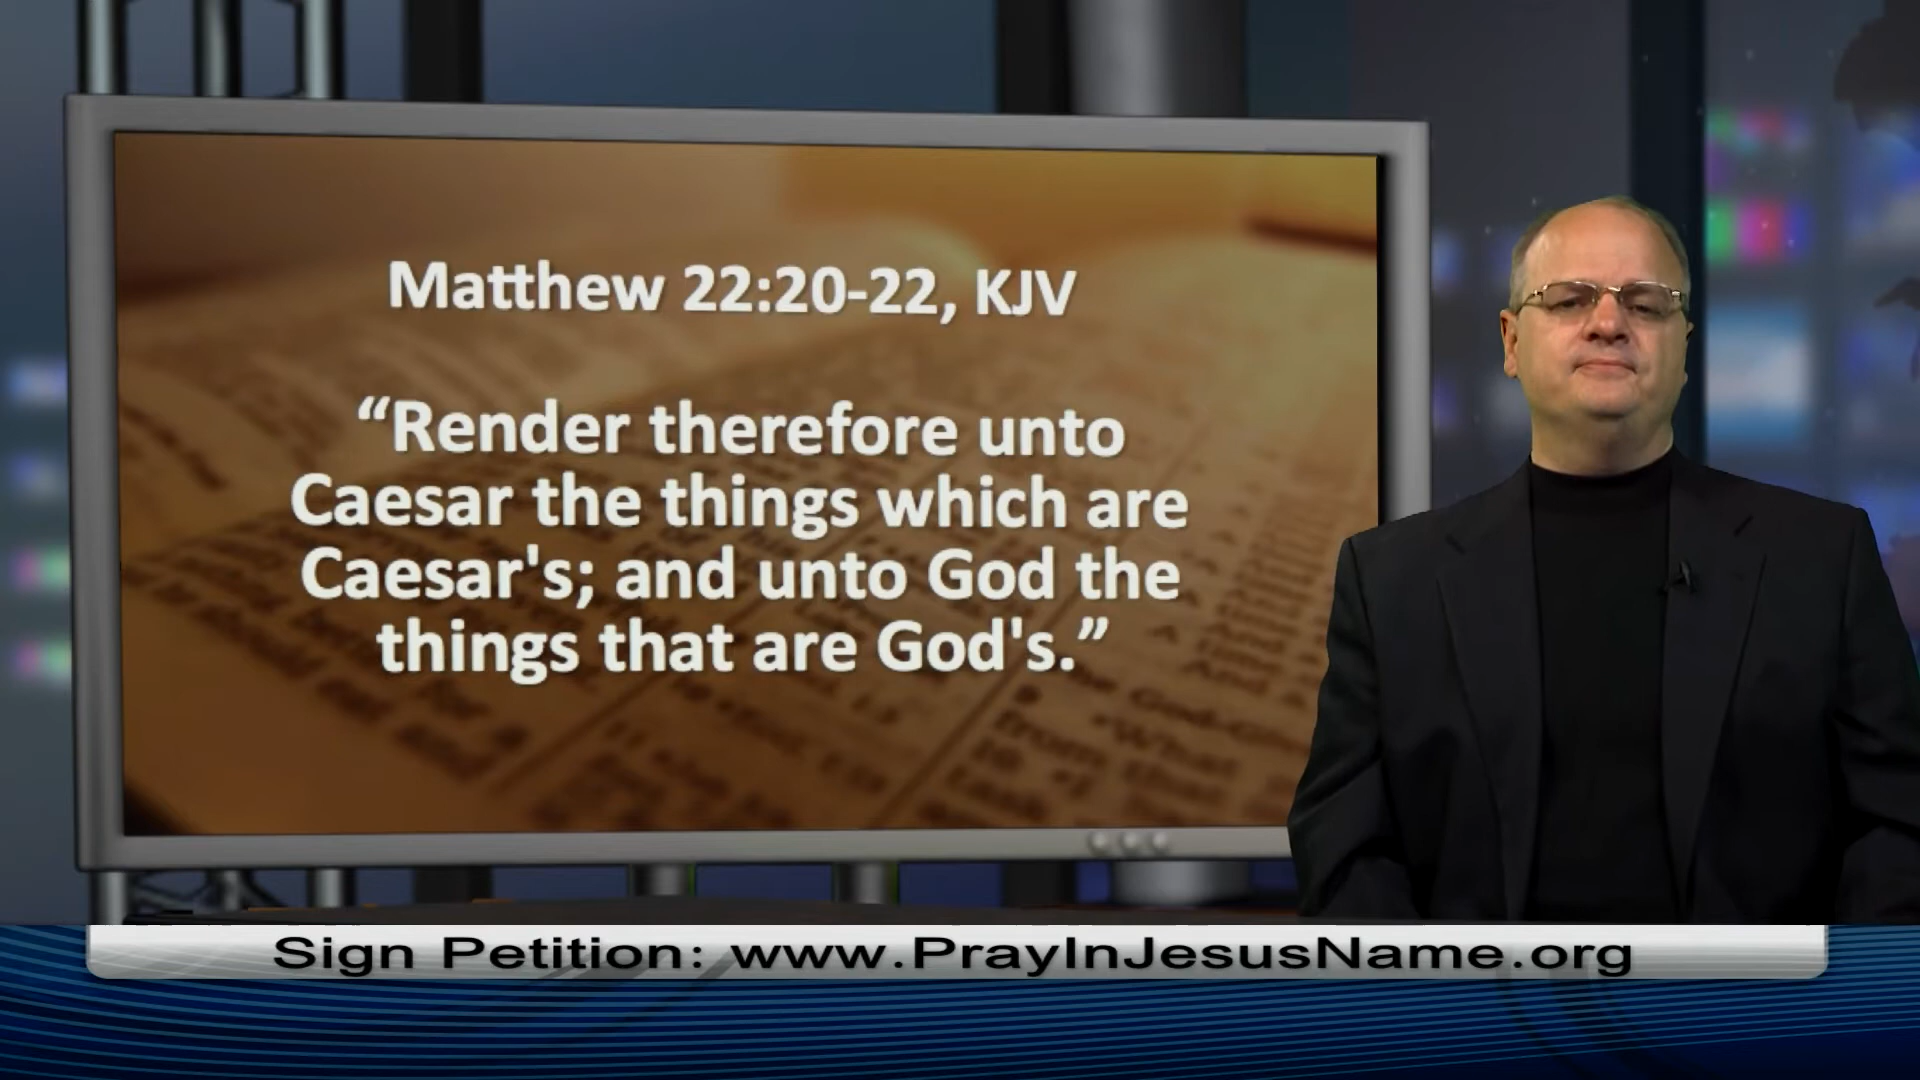 Matthew 22:20-22, KJV
“Render therefore unto
Caesar the things which are
Caesar's; and unto God the
things that are God's.”
Sign Petition: www.PrayInJesusName.org